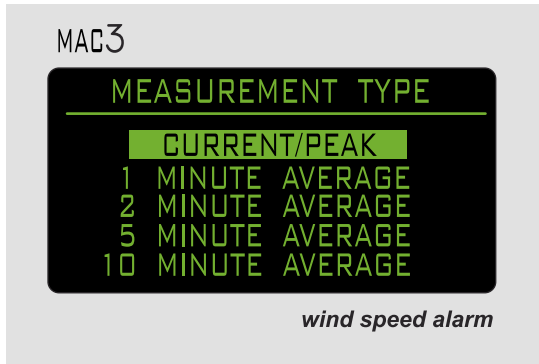 MAC3
MEASUREMENT TYPE
CURRENT/PEAK
1 MINUTE AVERAGE
2 MINUTE AVERAGE
5 MINUTE AVERAGE
10 MINUTE AVERAGE
wind speed alarm